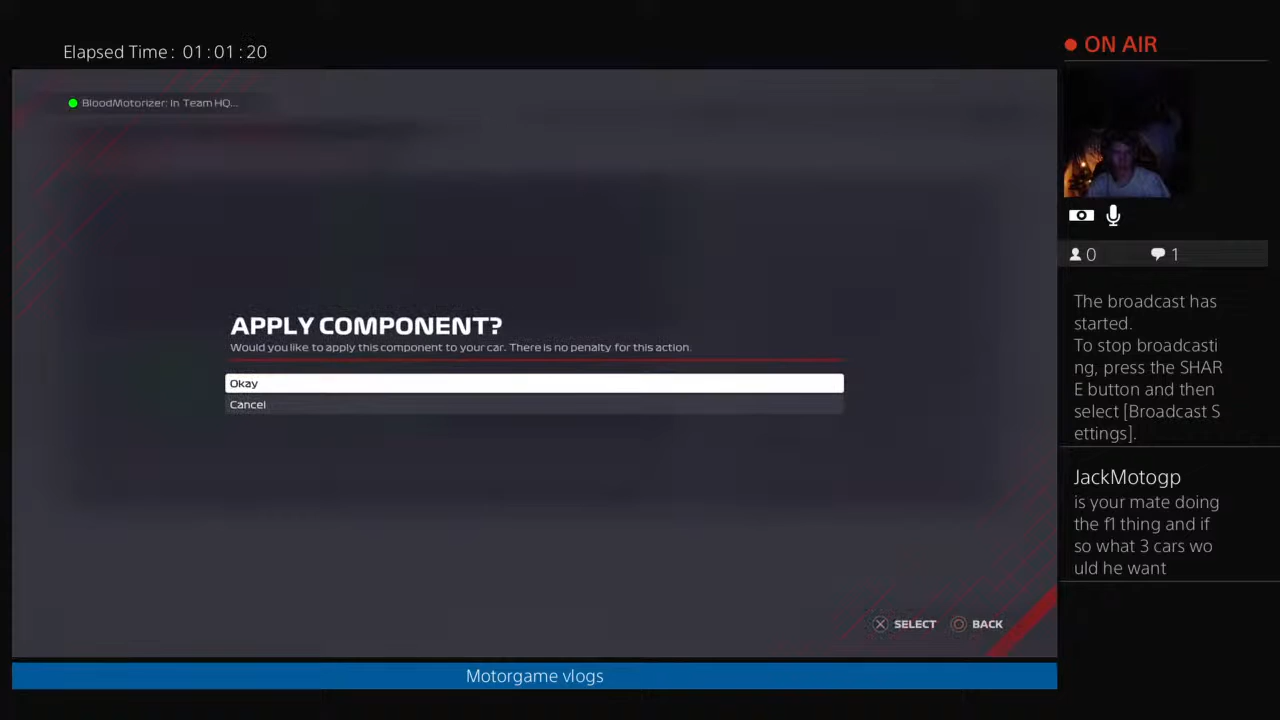 Elapsed Time: 01:01:20
ON AIR
BloodMotorizer: In Team HQ...
0
1
APPLY COMPONENT?
Would you like to apply this component to your car. There is no penalty for this action.
Okay
Cancel
SELECT
BACK
The broadcast has
started.
To stop broadcasti
ng, press the SHAR
E button and then
select [Broadcast S
ettings].
JackMotogp
is your mate doing
the f1 thing and if
so what 3 cars wo
uld he want
Motorgame vlogs